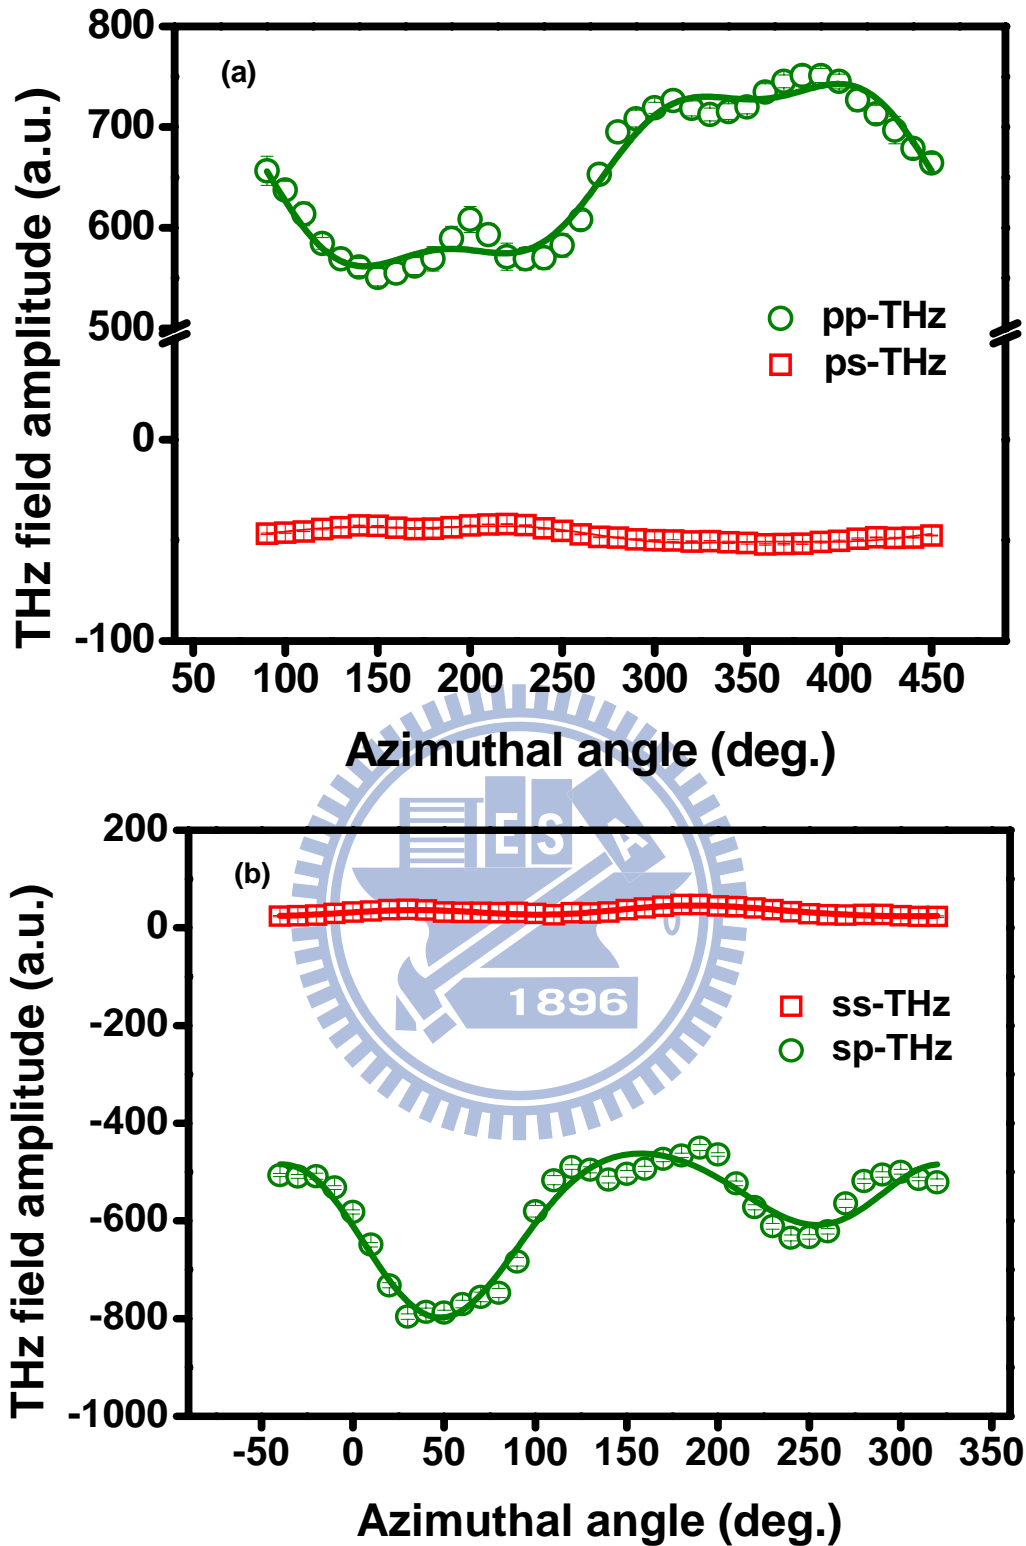 800
(a)
700
600
500
0
-100
THz field amplitude (a.u.)
pp-THz
ps-THz
50 100 150 200 250 300 350 400 450
Azimuthal angle (deg.)
E S A
1896
200
(b)
0
-200
-400
-600
-800
-1000
THz field amplitude (a.u.)
ss-THz
sp-THz
-50 0 50 100 150 200 250 300 350
Azimuthal angle (deg.)